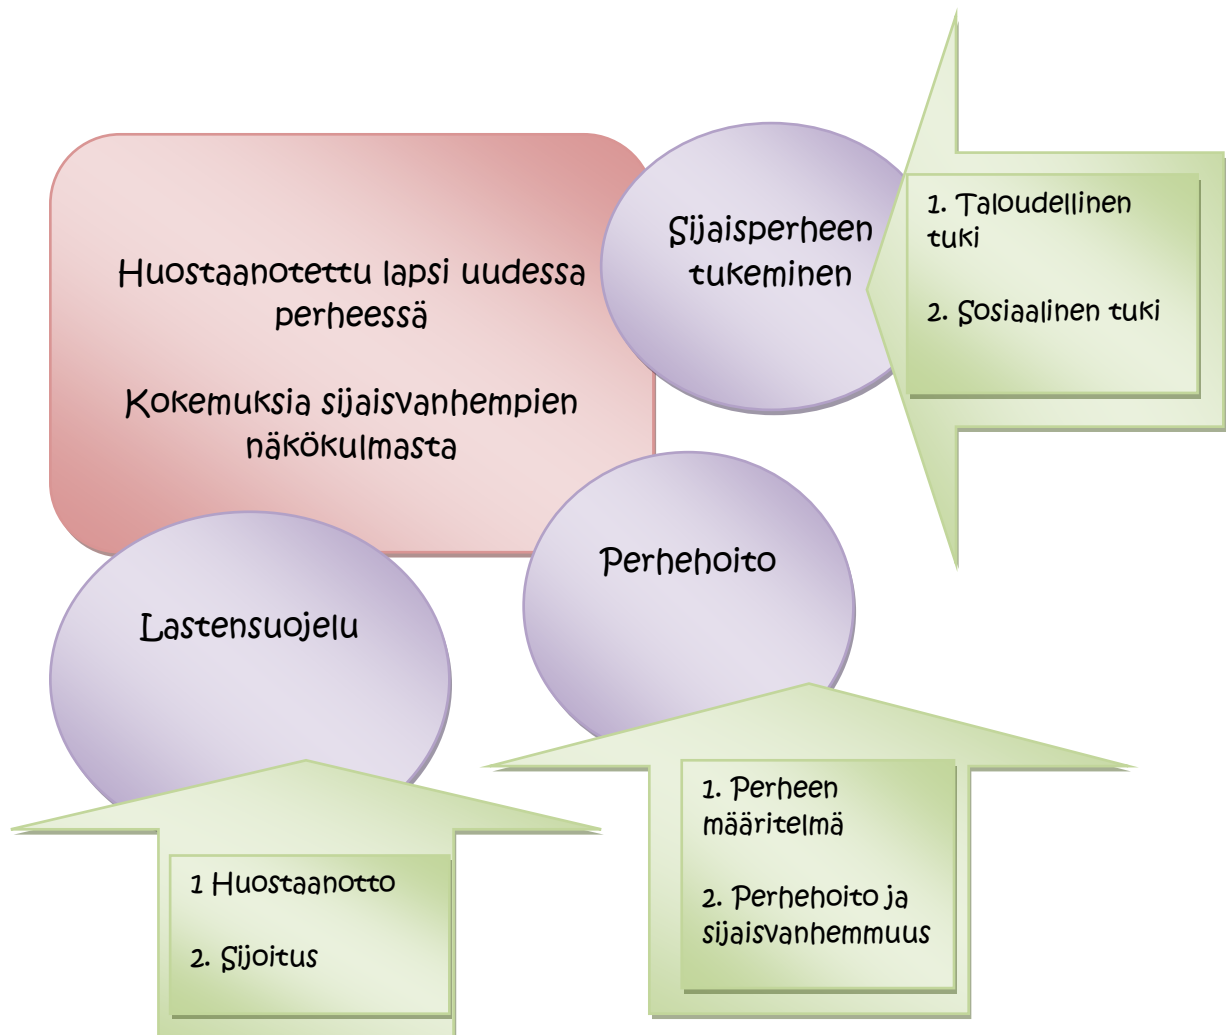 Huostaanotettu lapsi uudessa
perheessä
Kokemuksia sijaisvanhempien
näkökulmasta
Sijaisperheen
tukeminen
1. Taloudellinen
tuki
2. Sosiaalinen tuki
Lastensuojelu
Perhehoito
1 Huostaanotto
2. Sijoitus
1. Perheen
määritelmä
2. Perhehoito ja
sijaisvanhemmuus